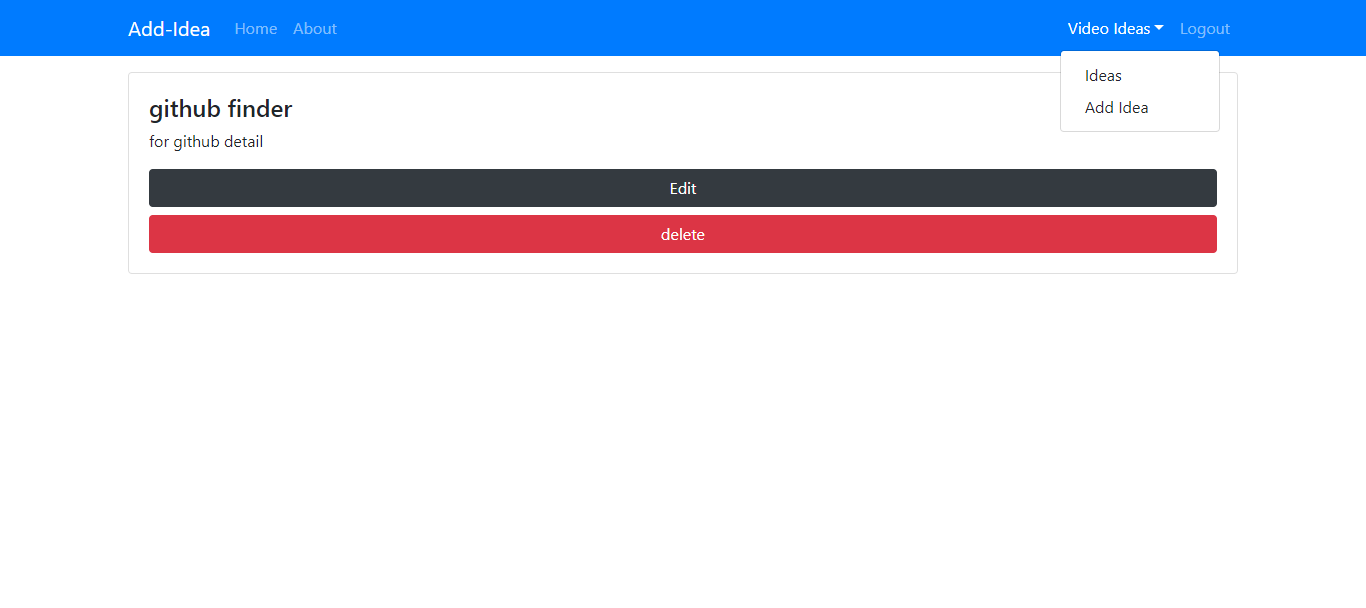 Add-Idea Home About Video Ideas Logout
Ideas
Add Idea
github finder
for github detail
Edit
delete